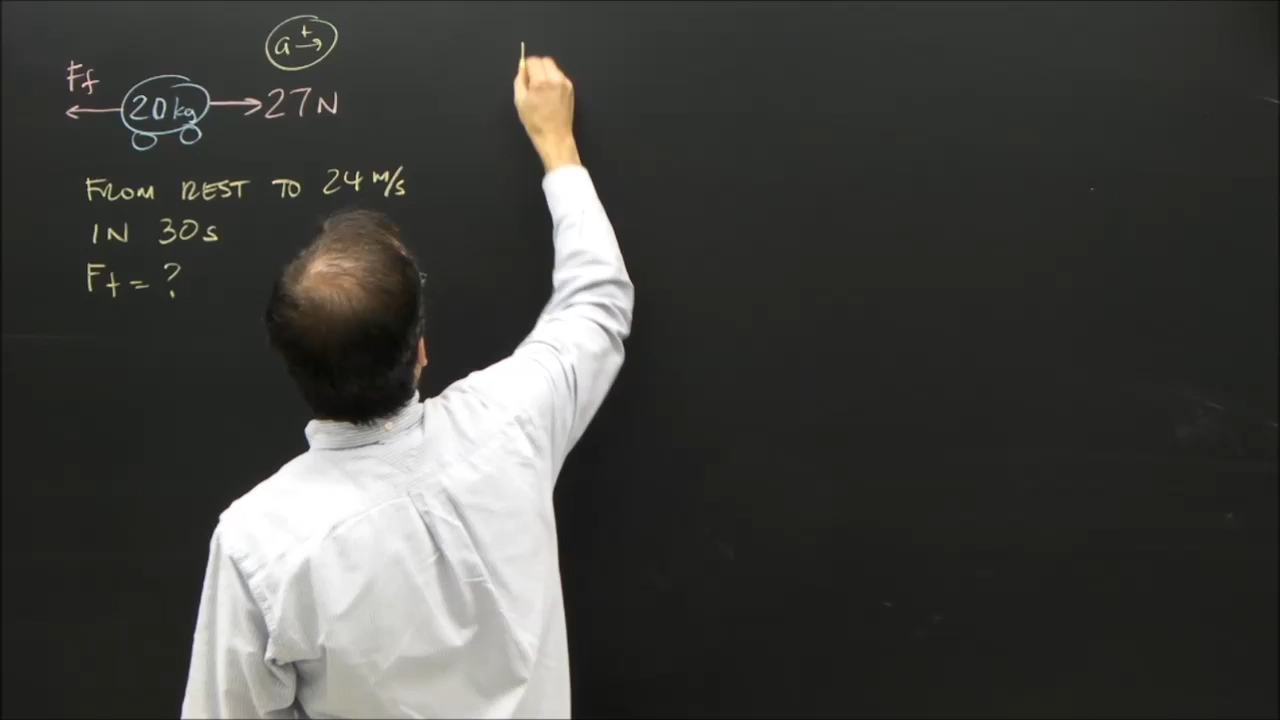 a +→
Ff ← 20kg → 27N
FROM REST TO 24 m/s
IN 30s
Ff = ?